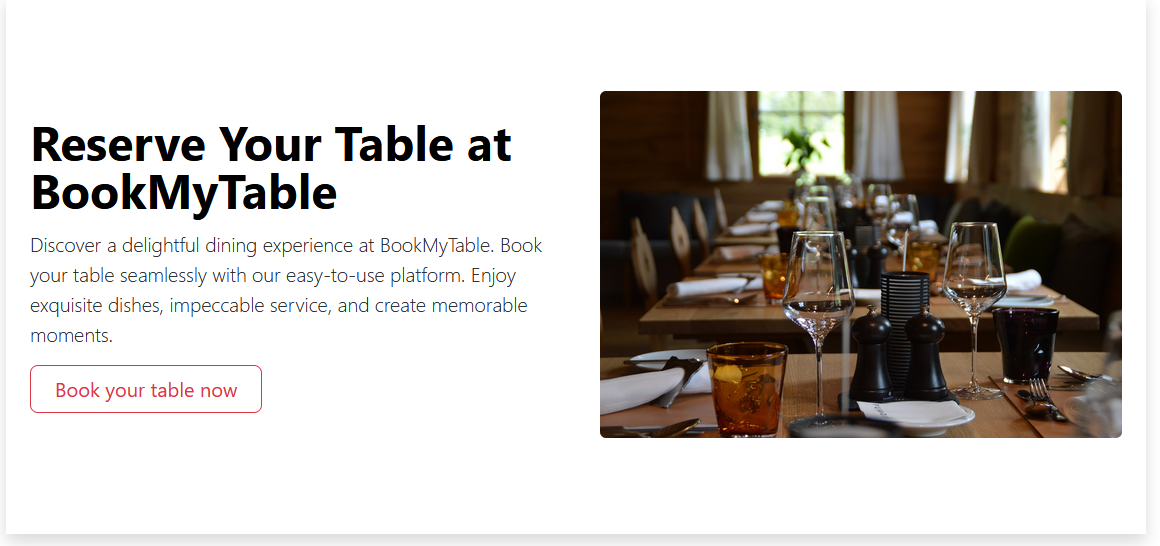 Reserve Your Table at
BookMyTable
Discover a delightful dining experience at BookMyTable. Book
your table seamlessly with our easy-to-use platform. Enjoy
exquisite dishes, impeccable service, and create memorable
moments.
Book your table now